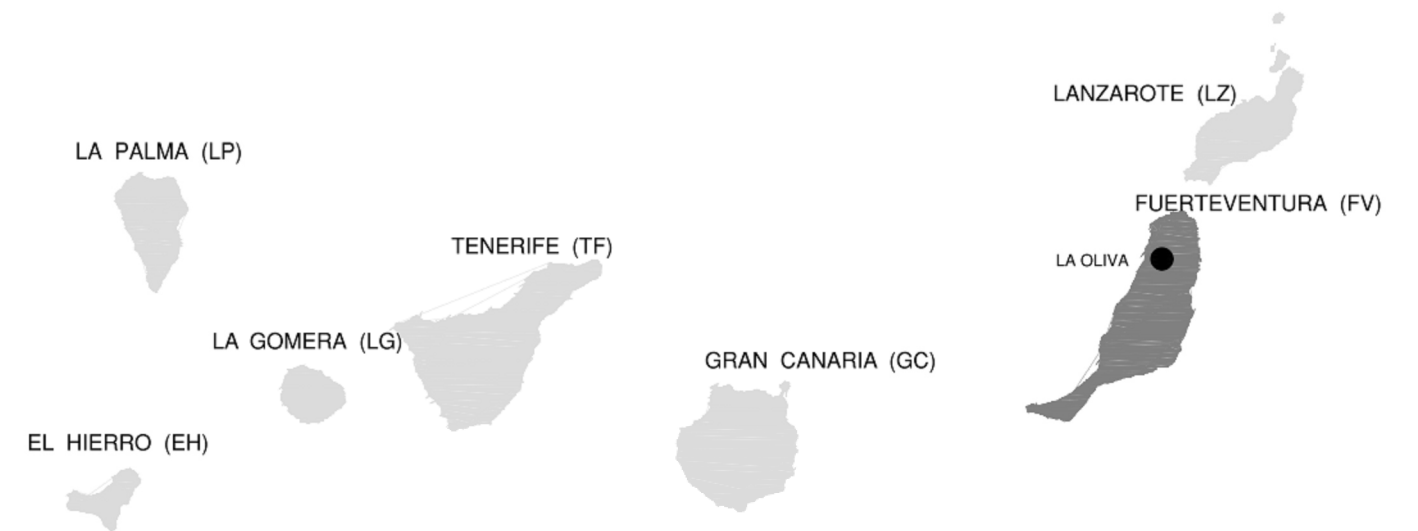 LANZAROTE (LZ)
LA PALMA (LP)
FUERTEVENTURA (FV)
TENERIFE (TF)
LA OLIVA
LA GOMERA (LG)
GRAN CANARIA (GC)
EL HIERRO (EH)